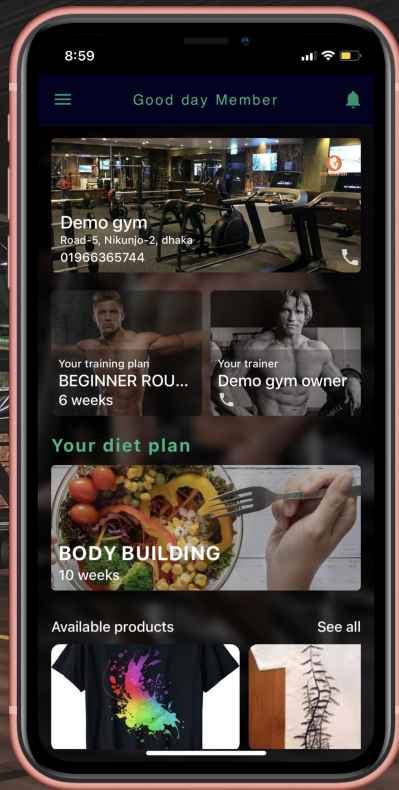 8:59
Good day Member
Demo gym
Road-5, Nikunjo-2, dhaka
01966365744
Your training plan
BEGINNER ROU...
6 weeks
Your trainer
Demo gym owner
Your diet plan
BODY BUILDING
10 weeks
Available products
See all